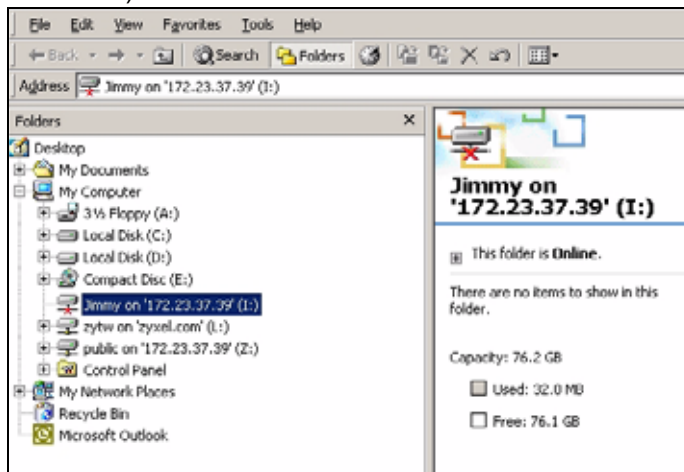 File Edit View Favorites Tools Help
Back Search Folders
Address Jimmy on '172.23.37.39' (I:)
Folders
Desktop
My Documents
My Computer
3½ Floppy (A:)
Local Disk (C:)
Local Disk (D:)
Compact Disc (E:)
Jimmy on '172.23.37.39' (I:)
zytw on 'zyxel.com' (L:)
public on '172.23.37.39' (Z:)
Control Panel
My Network Places
Recycle Bin
Microsoft Outlook
Jimmy on
'172.23.37.39' (I:)
This folder is Online.
There are no items to show in this
folder.
Capacity: 76.2 GB
Used: 32.0 MB
Free: 76.1 GB